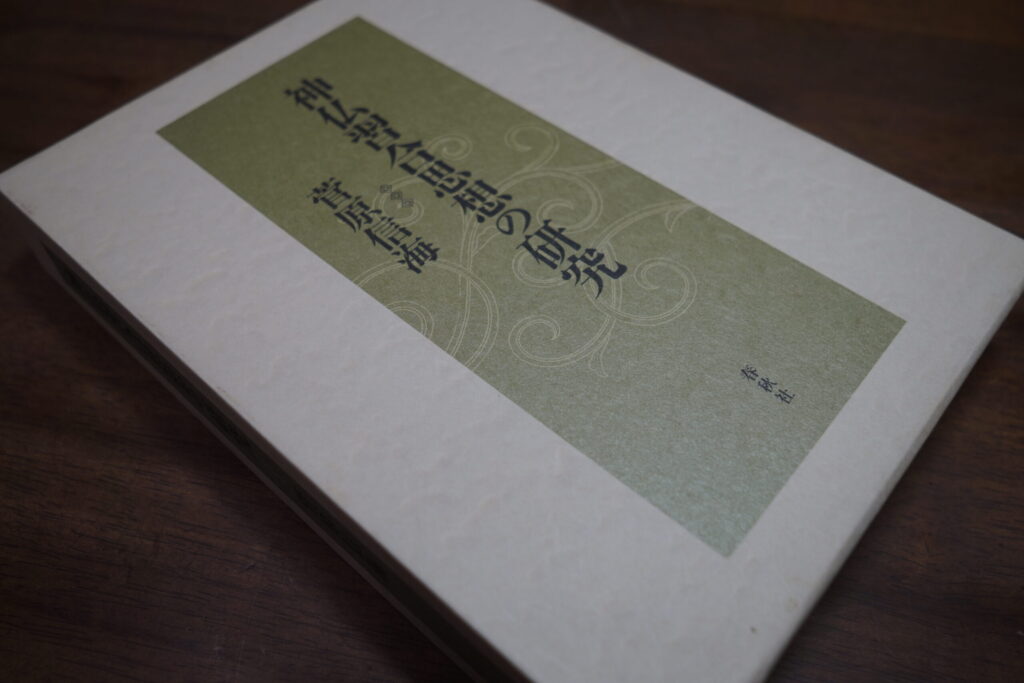 神仏習合思想の研究
菅原信海
春秋社